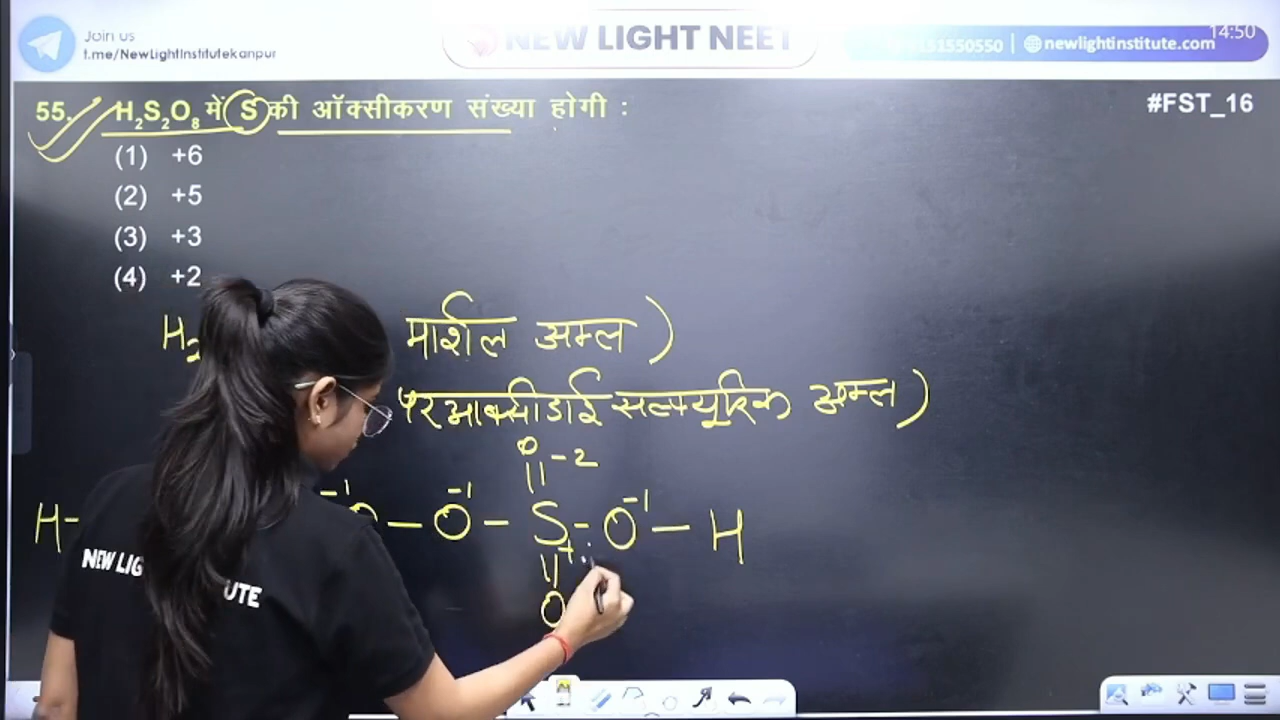 Join us
t.me/NewLightInstitutekanpur
NEW LIGHT NEET
newlightinstitute.com
14:50
55. H₂S₂O₈ में S की ऑक्सीकरण संख्या होगी :
#FST_16
(1) +6
(2) +5
(3) +3
(4) +2
H₂ मार्शल अम्ल )
परआक्सीडाई सल्फ्यूरिक अम्ल )
O -2
||
H- -1 O -1 — S - O -1 — H
||
O
NEW LIG UTE